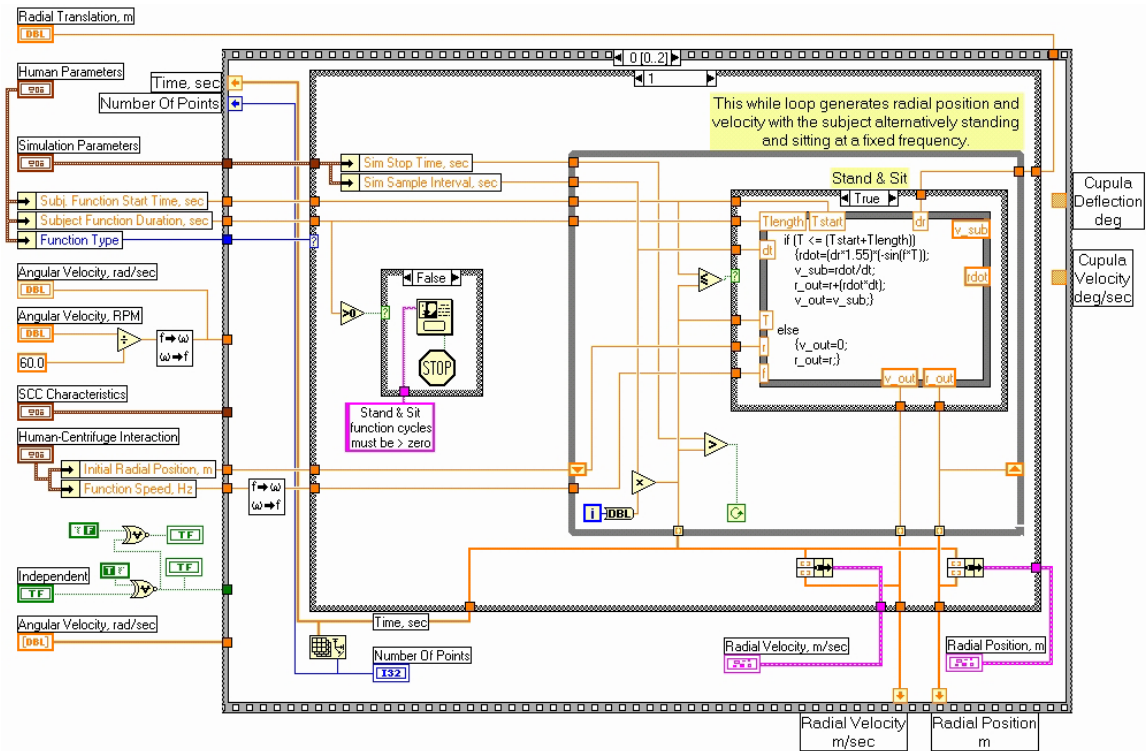 Radial Translation, m
DBL
0 [0..2]
Human Parameters
Time, sec
1
Number Of Points
This while loop generates radial position and
velocity with the subject alternatively standing
and sitting at a fixed frequency.
Simulation Parameters
Sim Stop Time, sec
Sim Sample Interval, sec
Stand & Sit
True
Cupula
Deflection
deg
Subj. Function Start Time, sec
Subject Function Duration, sec
Function Type
Tlength
Tstart
dr
v_sub
dt
if (T <= (Tstart+Tlength))
{rdot=(dr*1.55)*(-sin(f*T));
v_sub=rdot/dt;
r_out=r+(rdot*dt);
v_out=v_sub;}
else
{v_out=0;
r_out=r;}
rdot
T
r
f
v_out
r_out
Cupula
Velocity
deg/sec
Angular Velocity, rad/sec
DBL
Angular Velocity, RPM
DBL
60.0
f→ω
ω→f
False
>0
?
STOP
Stand & Sit
function cycles
must be > zero
SCC Characteristics
Human-Centrifuge Interaction
Initial Radial Position, m
Function Speed, Hz
f→ω
ω→f
i
DBL
>
×
TF
TF
Independent
TF
Angular Velocity, rad/sec
[DBL]
Time, sec
Number Of Points
I32
Radial Velocity, m/sec
Radial Position, m
Radial Velocity
m/sec
Radial Position
m